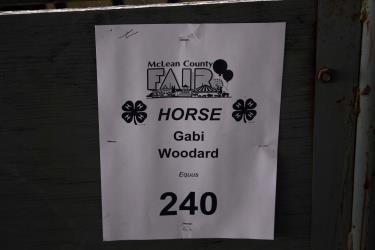 McLean County
FAIR
HORSE
Gabi
Woodard
Equus
240